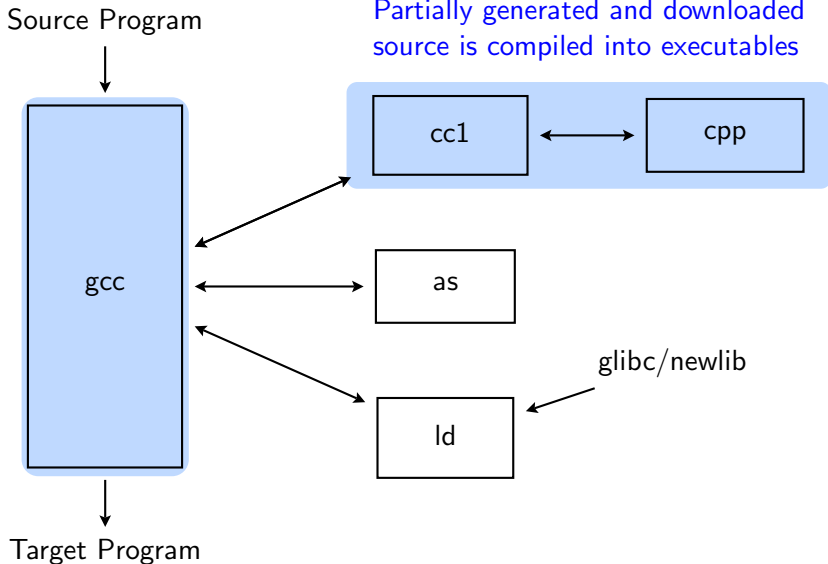 Source Program
Partially generated and downloaded
source is compiled into executables
cc1
cpp
gcc
as
glibc/newlib
ld
Target Program